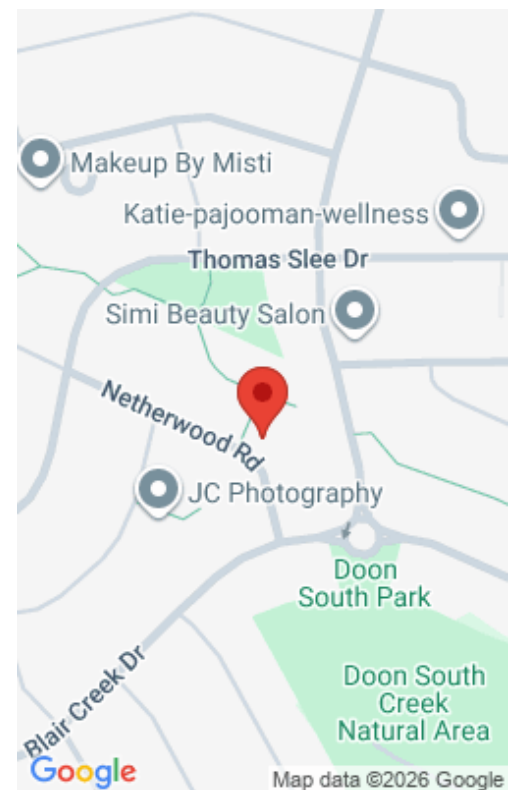 Makeup By Misti
Katie-pajooman-wellness
Thomas Slee Dr
Simi Beauty Salon
Netherwood Rd
JC Photography
Doon
South Park
Doon South
Creek
Natural Area
Blair Creek Dr
Google
Map data ©2026 Google